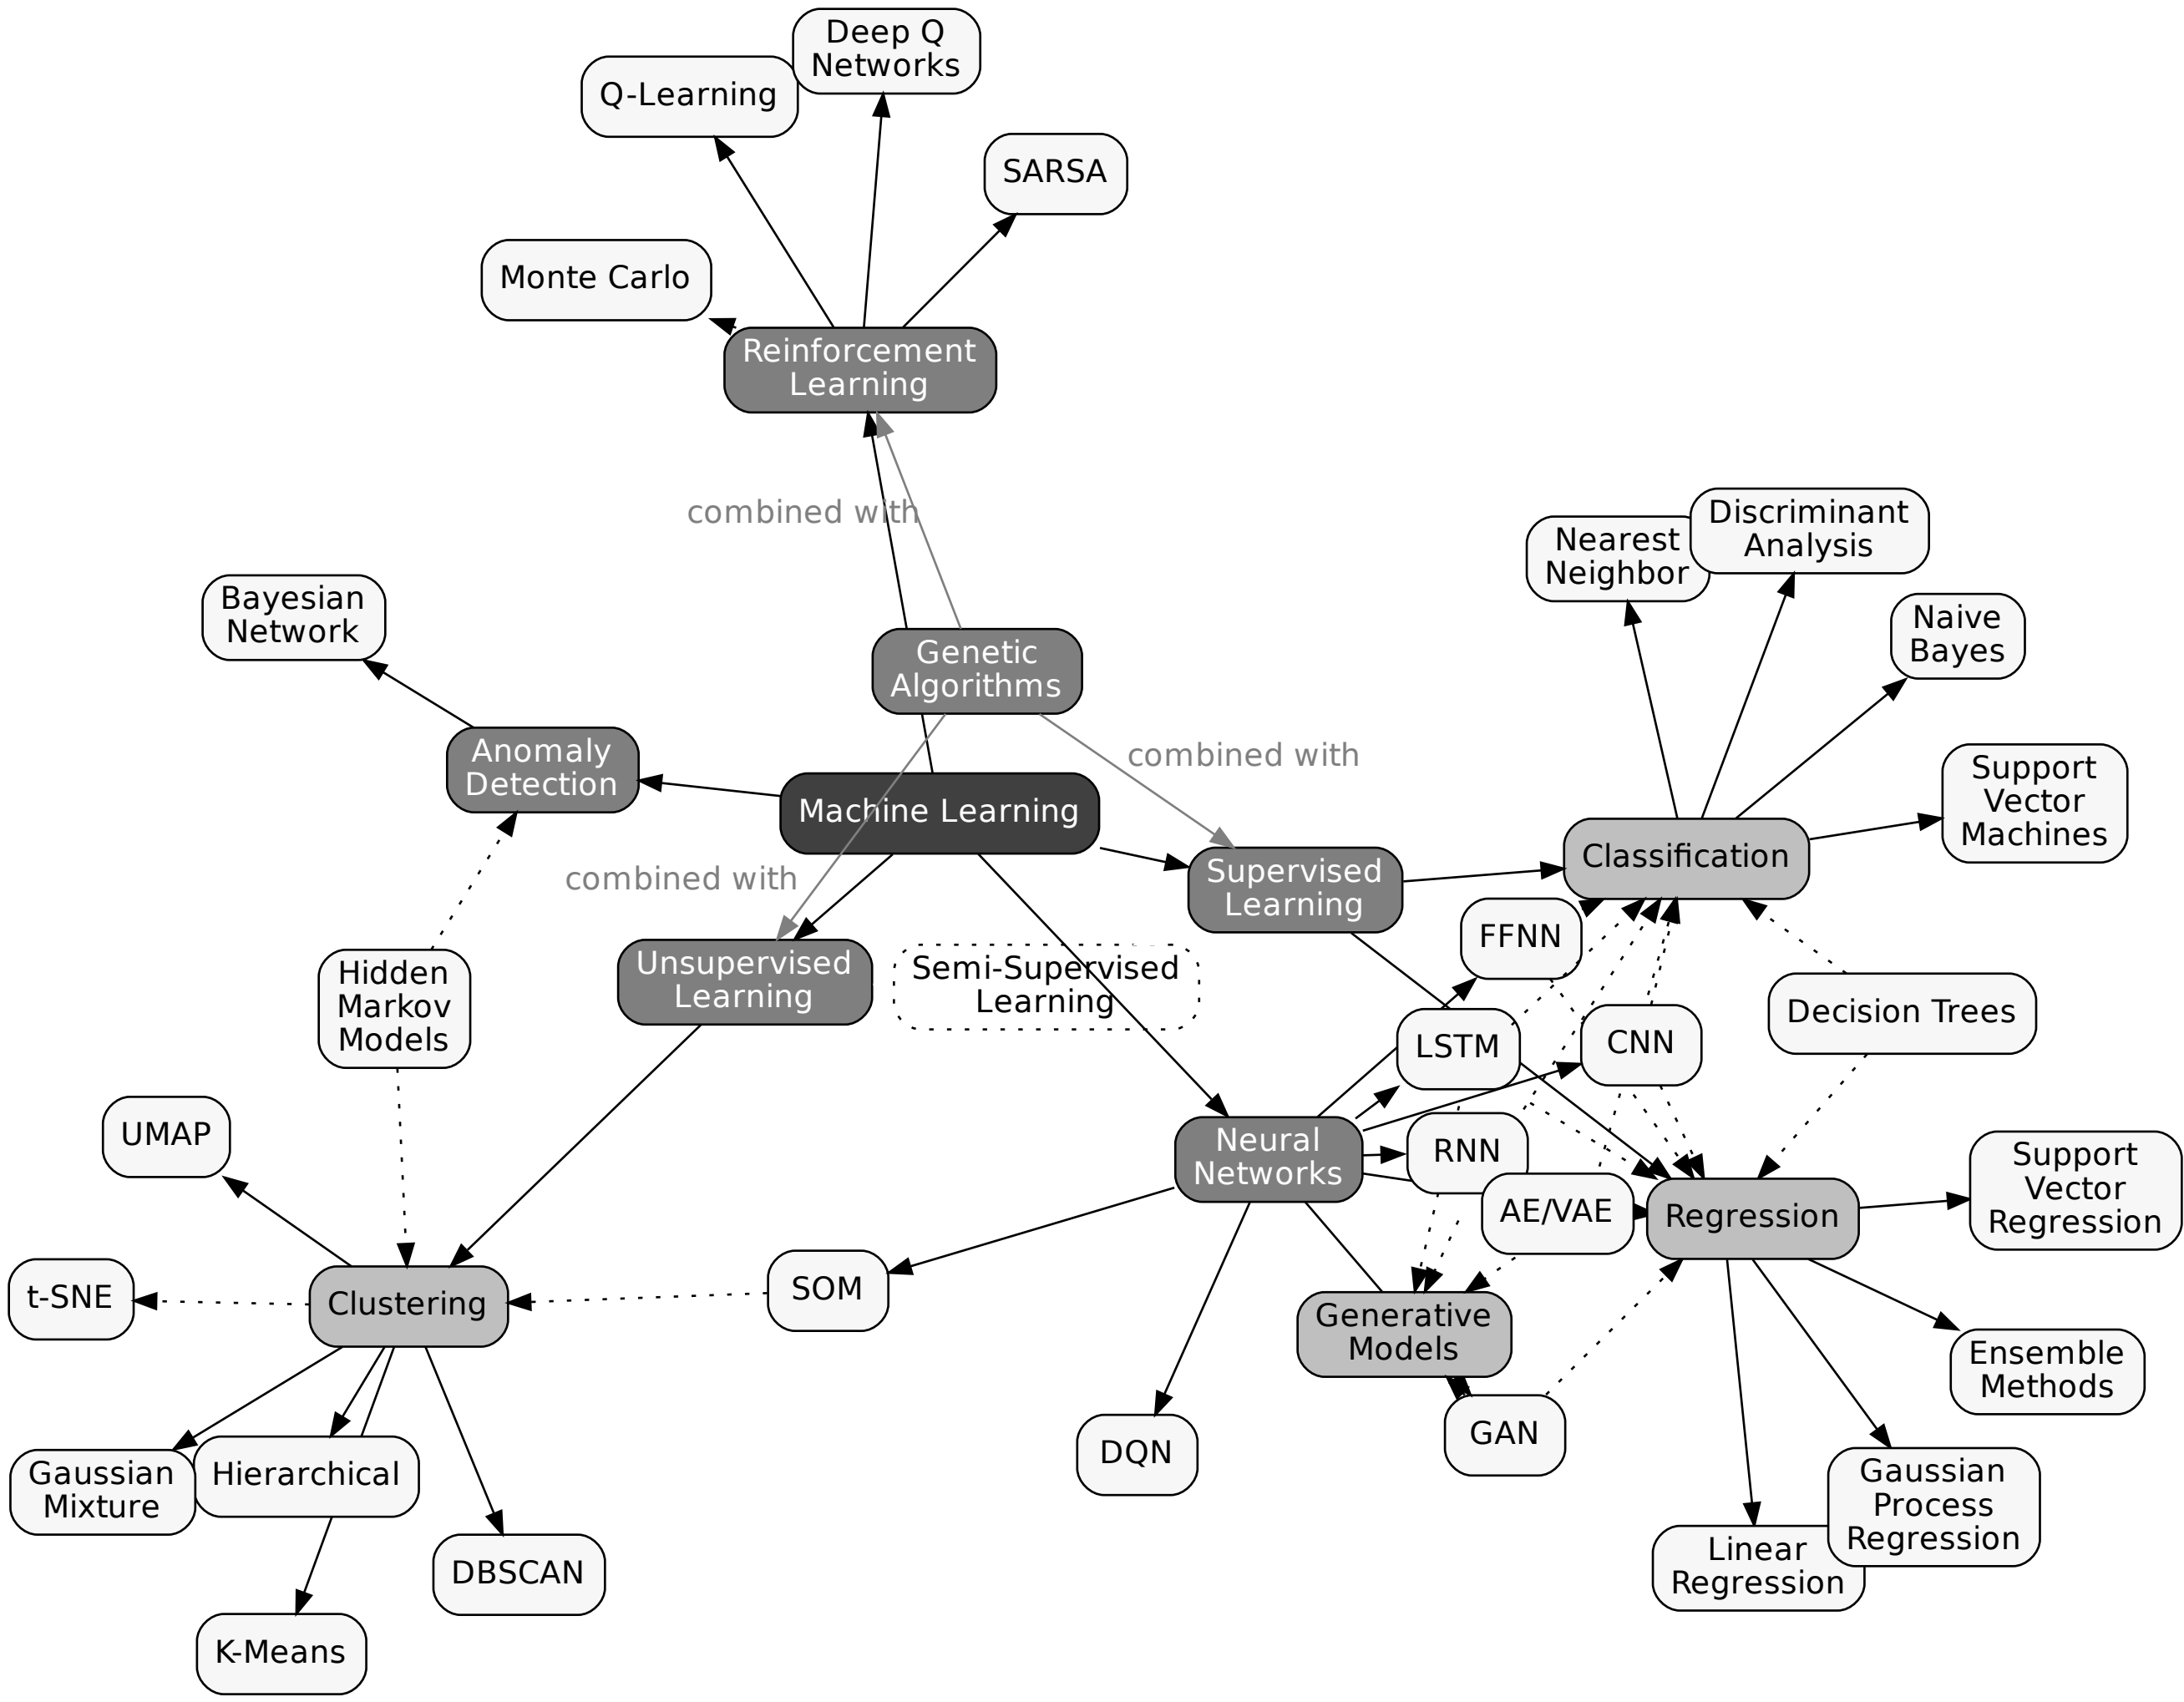 Deep Q
Networks
Q-Learning
SARSA
Monte Carlo
Reinforcement
Learning
combined with
Nearest
Neighbor
Discriminant
Analysis
Bayesian
Network
Naive
Bayes
Genetic
Algorithms
Anomaly
Detection
combined with
Support
Vector
Machines
Machine Learning
Classification
combined with
Supervised
Learning
FFNN
Unsupervised
Learning
Semi-Supervised
Learning
Hidden
Markov
Models
LSTM
CNN
Decision Trees
UMAP
Neural
Networks
RNN
Support
Vector
Regression
AE/VAE
Regression
t-SNE
Clustering
SOM
Generative
Models
Ensemble
Methods
GAN
DQN
Gaussian
Mixture
Hierarchical
Gaussian
Process
Regression
DBSCAN
Linear
Regression
K-Means